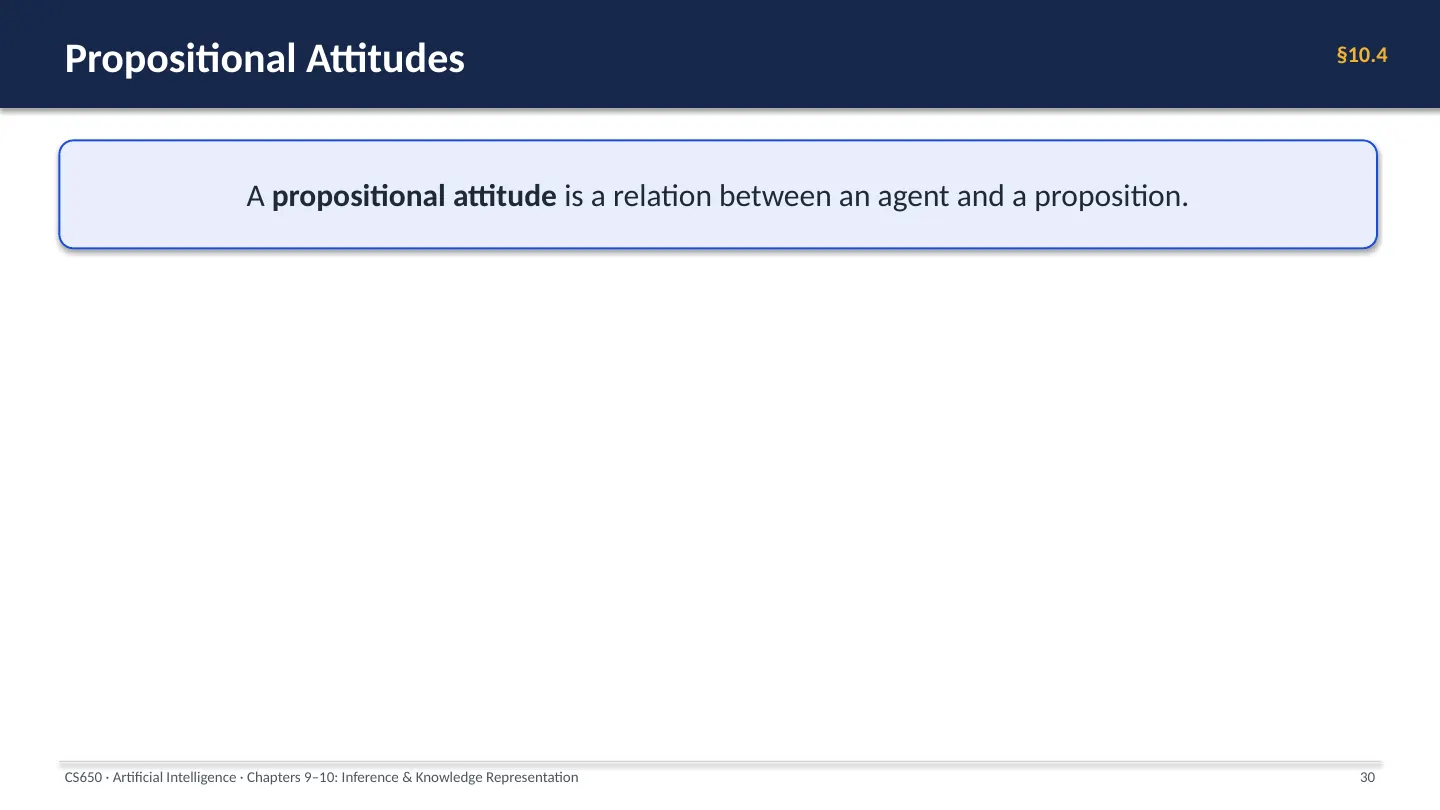 Propositional Attitudes
§10.4
A propositional attitude is a relation between an agent and a proposition.
CS650 · Artificial Intelligence · Chapters 9–10: Inference & Knowledge Representation
30